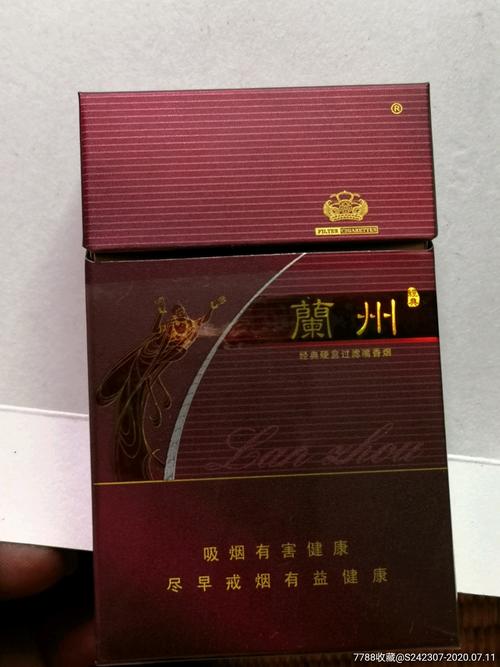 ®
FILTER CIGARETTES
蘭州
經典
经典硬盒过滤嘴香烟
Lan zhou
吸烟有害健康
尽早戒烟有益健康
7788收藏@S242307-2020.07.11